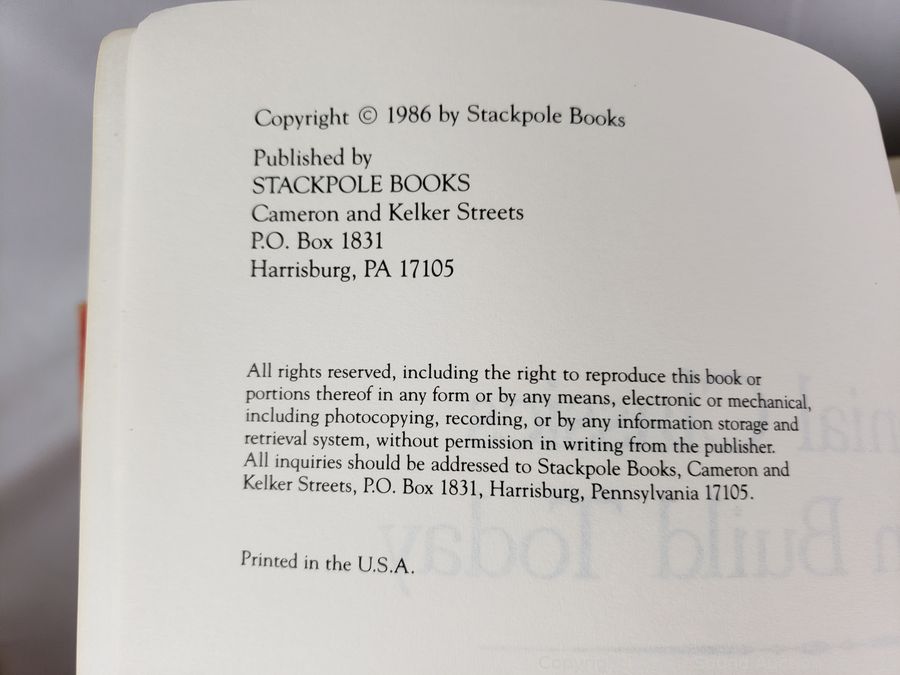 Copyright © 1986 by Stackpole Books
Published by
STACKPOLE BOOKS
Cameron and Kelker Streets
P.O. Box 1831
Harrisburg, PA 17105
All rights reserved, including the right to reproduce this book or
portions thereof in any form or by any means, electronic or mechanical,
including photocopying, recording, or by any information storage and
retrieval system, without permission in writing from the publisher.
All inquiries should be addressed to Stackpole Books, Cameron and
Kelker Streets, P.O. Box 1831, Harrisburg, Pennsylvania 17105.
Printed in the U.S.A.
Build Today